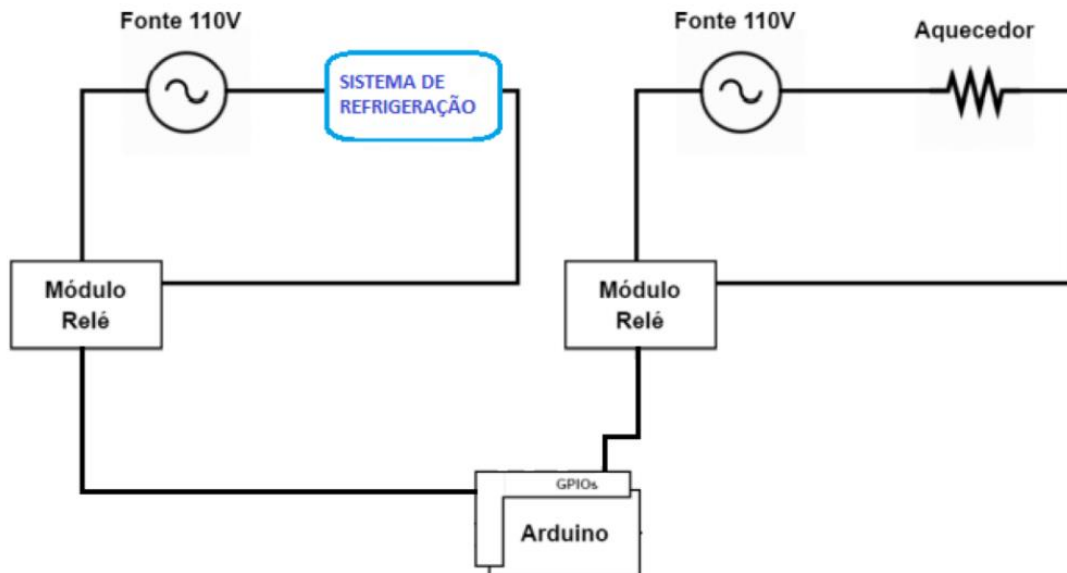 Fonte 110V
SISTEMA DE
REFRIGERAÇÃO
Fonte 110V
Aquecedor
Módulo
Relé
Módulo
Relé
GPIOs
Arduino